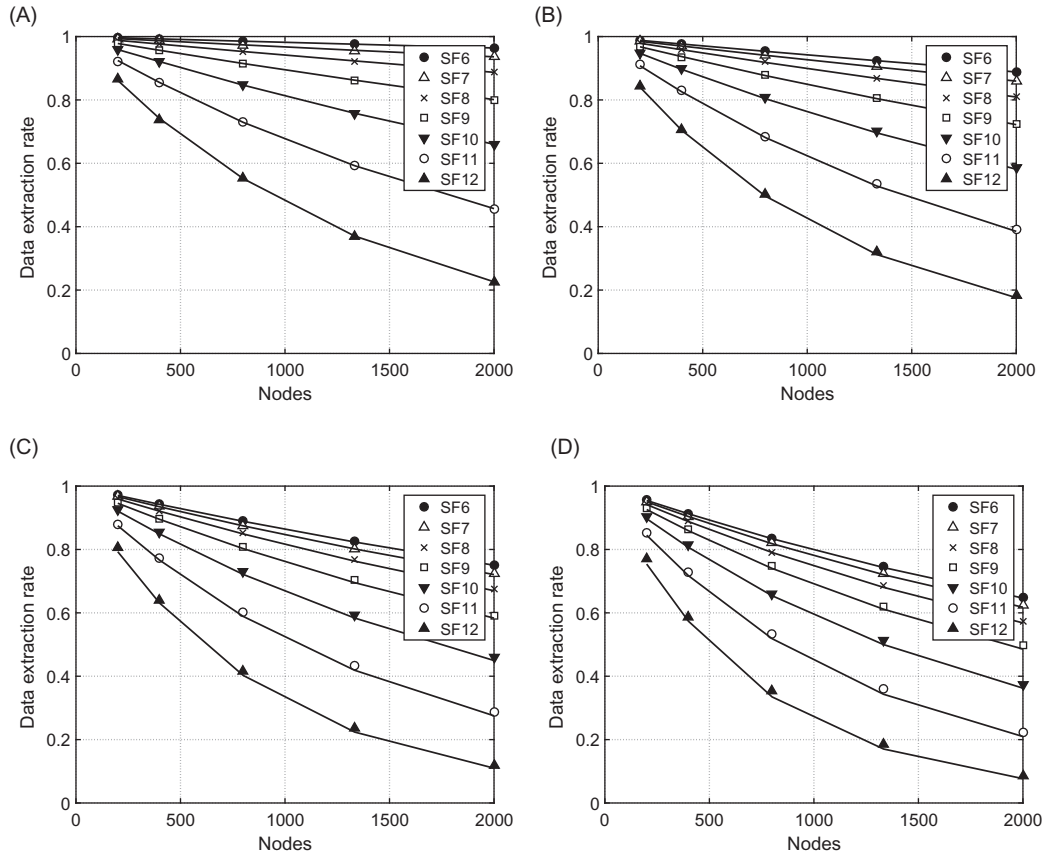 (A)
Data extraction rate
1
0.8
0.6
0.4
0.2
0
0
500
1000
1500
2000
Nodes
SF6
SF7
SF8
SF9
SF10
SF11
SF12
(B)
Data extraction rate
1
0.8
0.6
0.4
0.2
0
0
500
1000
1500
2000
Nodes
SF6
SF7
SF8
SF9
SF10
SF11
SF12
(C)
Data extraction rate
1
0.8
0.6
0.4
0.2
0
0
500
1000
1500
2000
Nodes
SF6
SF7
SF8
SF9
SF10
SF11
SF12
(D)
Data extraction rate
1
0.8
0.6
0.4
0.2
0
0
500
1000
1500
2000
Nodes
SF6
SF7
SF8
SF9
SF10
SF11
SF12